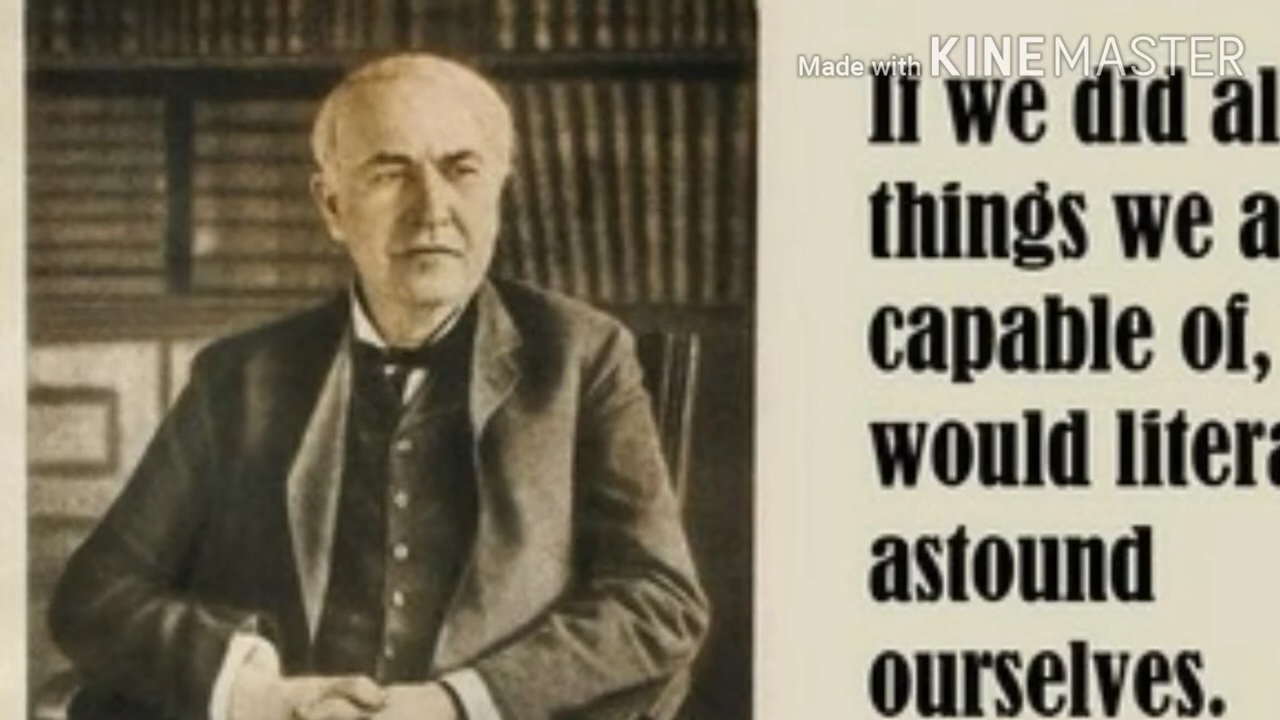 Made with KINEMASTER
If we did al
things we a
capable of,
would litera
astound
ourselves.